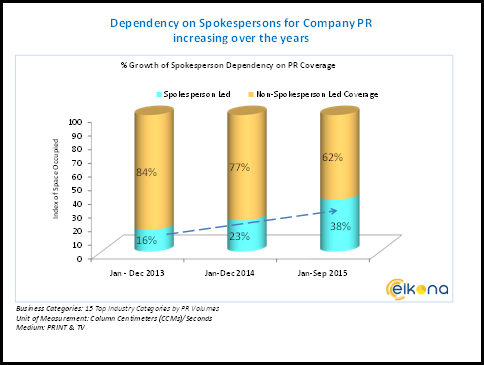 Dependency on Spokespersons for Company PR
increasing over the years
% Growth of Spokesperson Dependency on PR Coverage
Spokesperson Led Non-Spokesperson Led Coverage
Index of Space Occupied
100
90
80
70
60
50
40
30
20
10
0
84% 77% 62%
16% 23% 38%
Jan - Dec 2013 Jan-Dec 2014 Jan-Sep 2015
eikona
Business Categories: 15 Top Industry Categories by PR Volumes
Unit of Measurement: Column Centimeters (CCMs)/Seconds
Medium: PRINT & TV